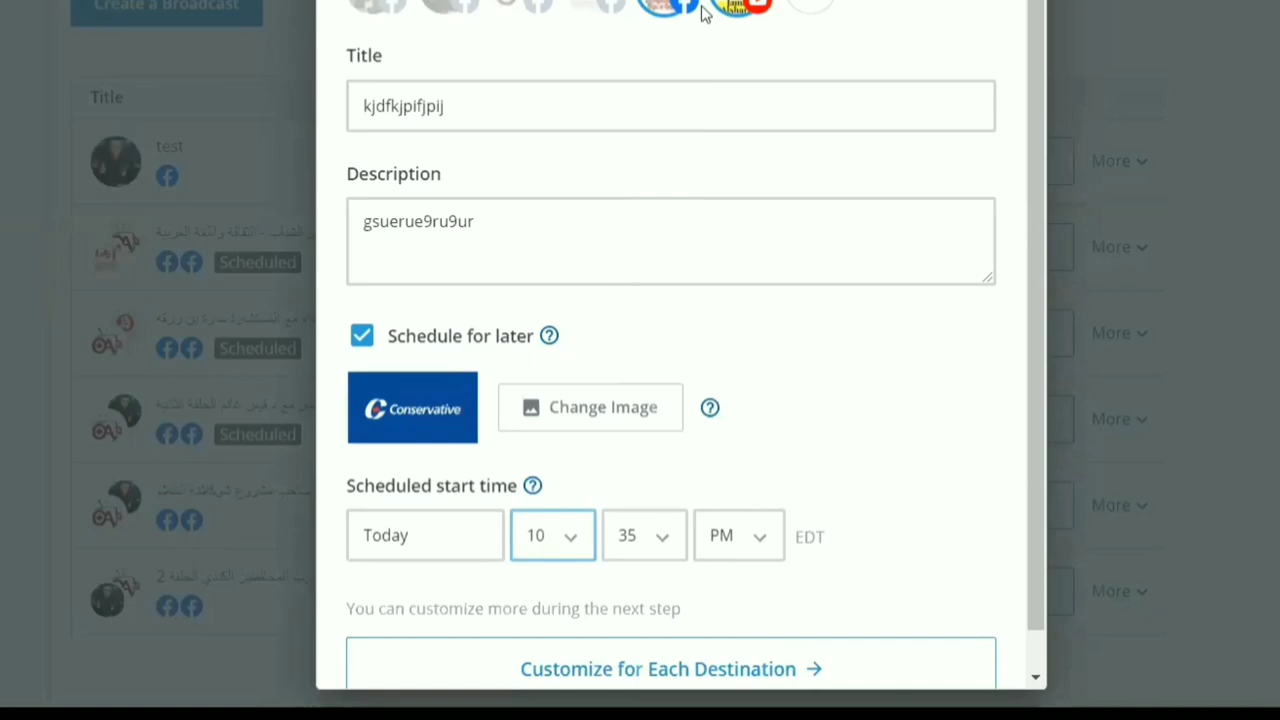 Create a Broadcast
Title
test
Scheduled
Scheduled
Scheduled
More
More
More
More
More
More
Title
kjdfkjpifjpij
Description
gsuerue9ru9ur
Schedule for later
Conservative
Change Image
Scheduled start time
Today 10 35 PM EDT
You can customize more during the next step
Customize for Each Destination →